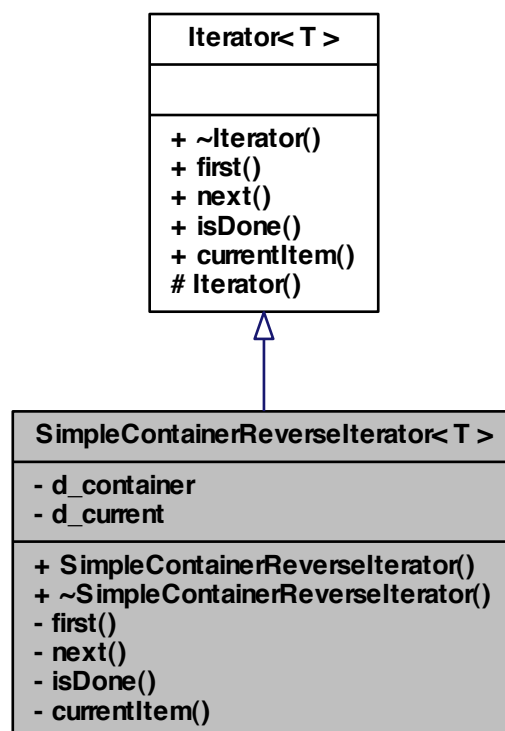 Iterator< T >
+ ~Iterator()
+ first()
+ next()
+ isDone()
+ currentItem()
# Iterator()
SimpleContainerReverseIterator< T >
- d_container
- d_current
+ SimpleContainerReverseIterator()
+ ~SimpleContainerReverseIterator()
- first()
- next()
- isDone()
- currentItem()